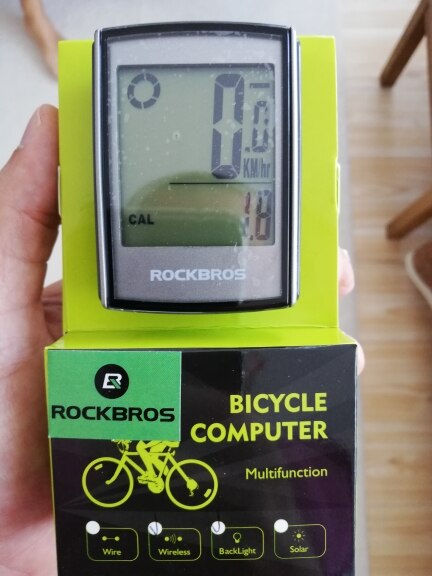 0.0
KM/hr
CAL
ROCKBROS
ROCKBROS
BICYCLE
COMPUTER
Multifunction
Wire
Wireless
BackLight
Solar